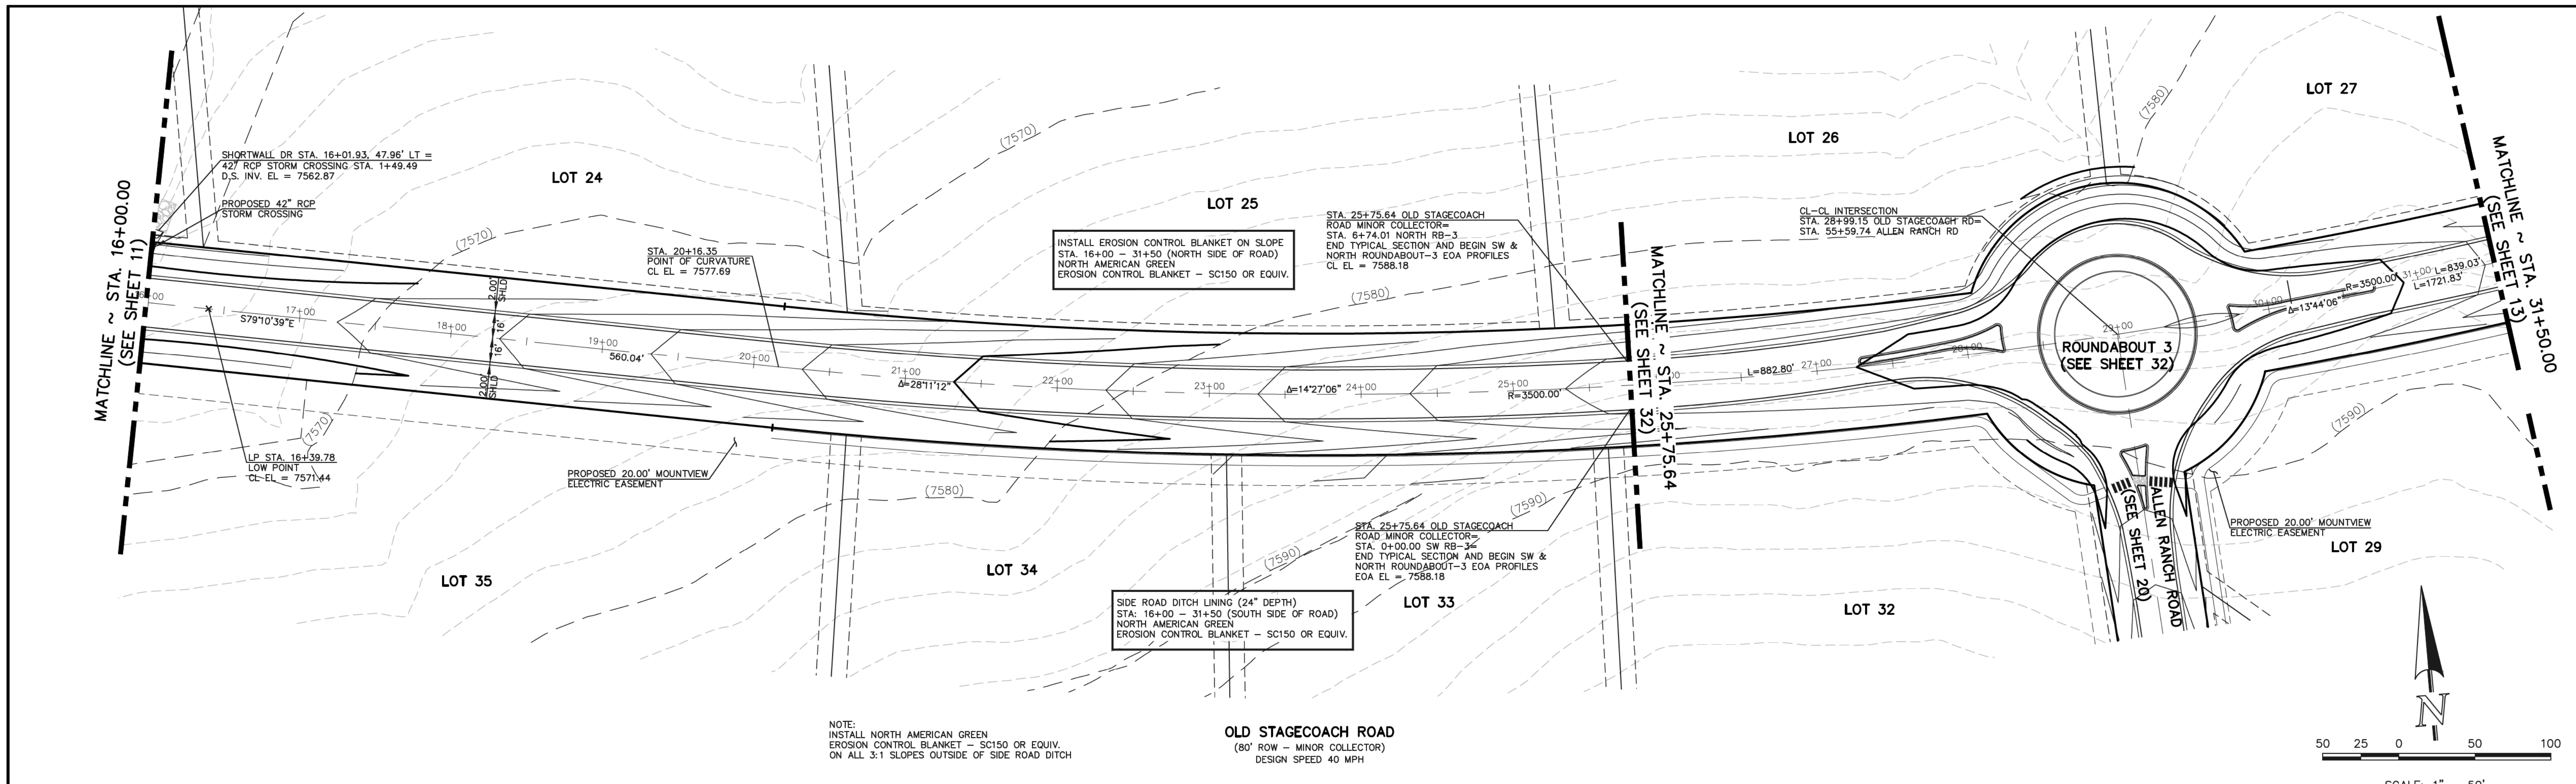 MATCHLINE ~ STA. 16+00.00
(SEE SHEET 11)
SHORTWALL DR STA. 16+01.93, 47.96' LT =
42" RCP STORM CROSSING STA. 1+49.49
D.S. INV. EL = 7562.87
PROPOSED 42" RCP
STORM CROSSING
LOT 24
(7570)
(7570)
STA. 20+16.35
POINT OF CURVATURE
CL EL = 7577.69
LOT 25
INSTALL EROSION CONTROL BLANKET ON SLOPE
STA. 16+00 - 31+50 (NORTH SIDE OF ROAD)
NORTH AMERICAN GREEN
EROSION CONTROL BLANKET - SC150 OR EQUIV.
STA. 25+75.64 OLD STAGECOACH
ROAD MINOR COLLECTOR=
STA. 6+74.01 NORTH RB-3
END TYPICAL SECTION AND BEGIN SW &
NORTH ROUNDABOUT-3 EOA PROFILES
CL EL = 7588.18
(7580)
LOT 26
CL-CL INTERSECTION
STA. 28+99.15 OLD STAGECOACH RD=
STA. 55+59.74 ALLEN RANCH RD
(7580)
LOT 27
MATCHLINE ~ STA. 31+50.00
(SEE SHEET 13)
S79°10'39"E
17+00
18+00
2.00'
SHLD
16'
16'
2.00'
SHLD
19+00
560.04'
20+00
21+00
Δ=28°11'12"
22+00
23+00
Δ=14°27'06"
24+00
25+00
R=3500.00'
MATCHLINE ~ STA. 25+75.64
(SEE SHEET 32)
L=882.80'
27+00
28+00
29+00
ROUNDABOUT 3
(SEE SHEET 32)
30+00
Δ=13°44'06"
R=3500.00'
31+00
L=839.03'
L=1721.83'
(7570)
LP STA. 16+39.78
LOW POINT
CL EL = 7571.44
PROPOSED 20.00' MOUNTVIEW
ELECTRIC EASEMENT
(7580)
(7590)
(7590)
STA. 25+75.64 OLD STAGECOACH
ROAD MINOR COLLECTOR=
STA. 0+00.00 SW RB-3=
END TYPICAL SECTION AND BEGIN SW &
NORTH ROUNDABOUT-3 EOA PROFILES
EOA EL = 7588.18
(7590)
PROPOSED 20.00' MOUNTVIEW
ELECTRIC EASEMENT
LOT 29
ALLEN RANCH ROAD
(SEE SHEET 20)
LOT 35
LOT 34
SIDE ROAD DITCH LINING (24" DEPTH)
STA: 16+00 - 31+50 (SOUTH SIDE OF ROAD)
NORTH AMERICAN GREEN
EROSION CONTROL BLANKET - SC150 OR EQUIV.
LOT 33
LOT 32
NOTE:
INSTALL NORTH AMERICAN GREEN
EROSION CONTROL BLANKET - SC150 OR EQUIV.
ON ALL 3:1 SLOPES OUTSIDE OF SIDE ROAD DITCH
OLD STAGECOACH ROAD
(80' ROW - MINOR COLLECTOR)
DESIGN SPEED 40 MPH
N
50 25 0 50 100